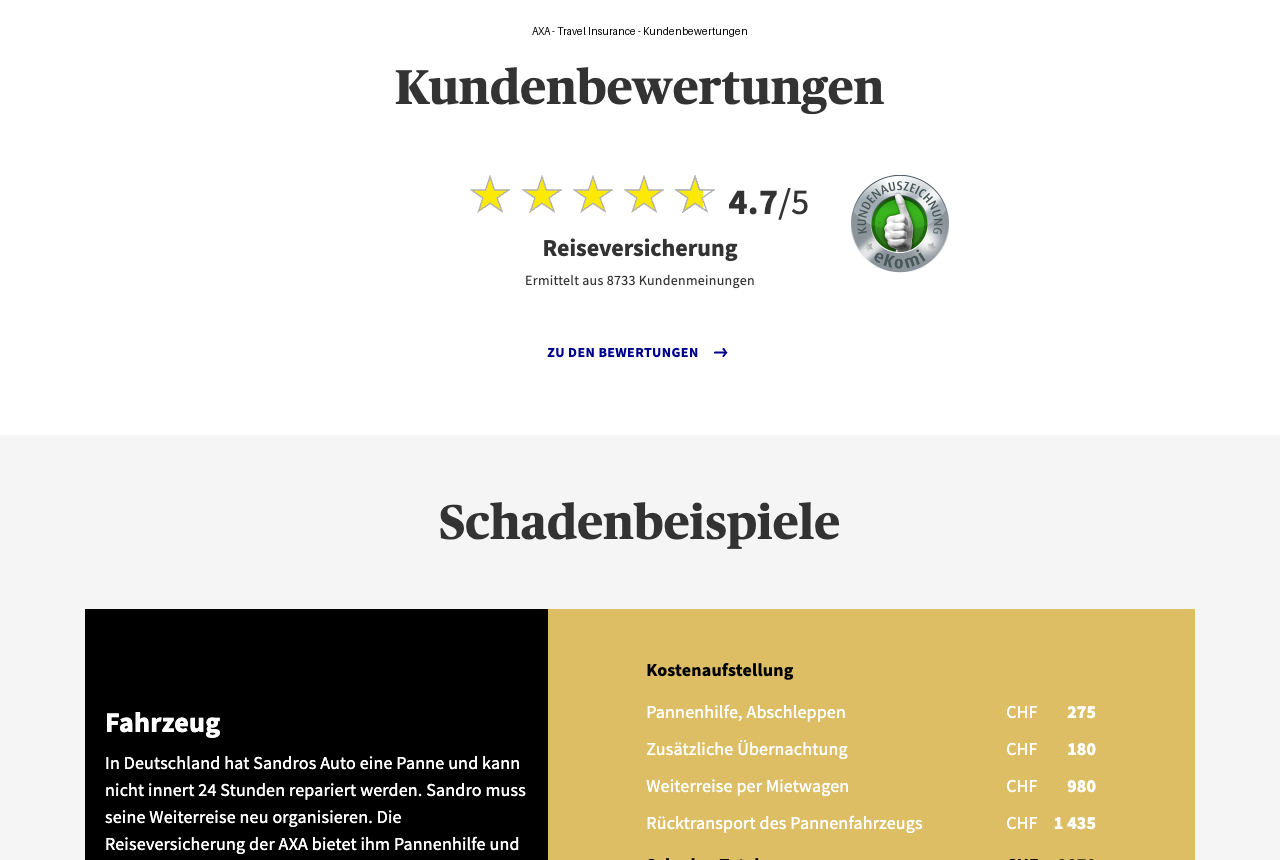 AXA - Travel Insurance - Kundenbewertungen
Kundenbewertungen
4.7/5
KUNDENAUSZEICHNUNG
eKomi
Reiseversicherung
Ermittelt aus 8733 Kundenmeinungen
ZU DEN BEWERTUNGEN →
Schadenbeispiele
Fahrzeug
In Deutschland hat Sandros Auto eine Panne und kann
nicht innert 24 Stunden repariert werden. Sandro muss
seine Weiterreise neu organisieren. Die
Reiseversicherung der AXA bietet ihm Pannenhilfe und
Kostenaufstellung
Pannenhilfe, Abschleppen CHF 275
Zusätzliche Übernachtung CHF 180
Weiterreise per Mietwagen CHF 980
Rücktransport des Pannenfahrzeugs CHF 1 435